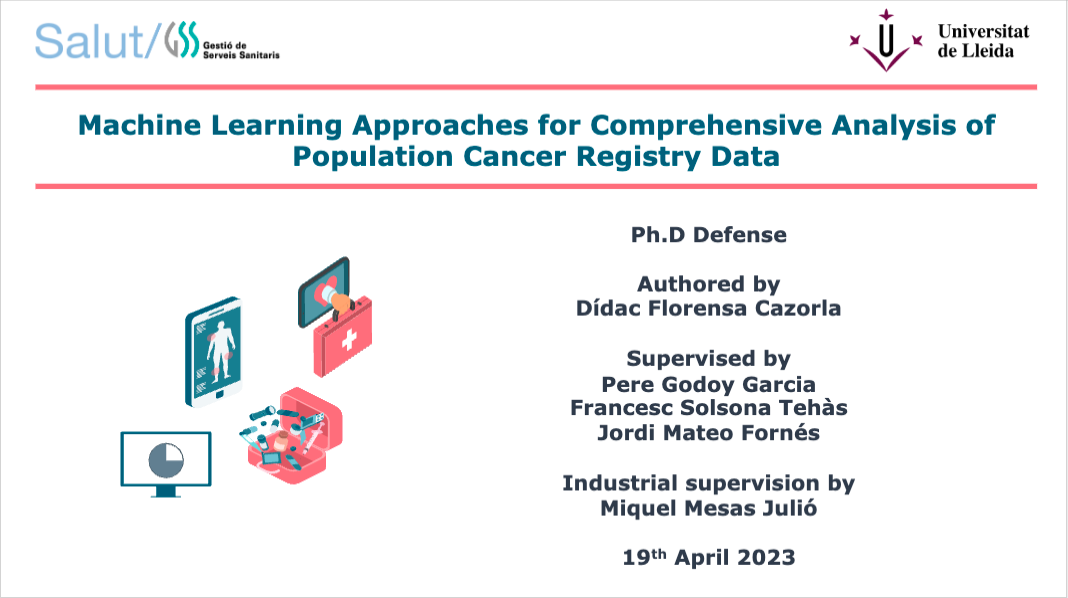 Salut/
Gestió de
Serveis Sanitaris
Universitat
de Lleida
Machine Learning Approaches for Comprehensive Analysis of
Population Cancer Registry Data
Ph.D Defense
Authored by
Dídac Florensa Cazorla
Supervised by
Pere Godoy Garcia
Francesc Solsona Tehàs
Jordi Mateo Fornés
Industrial supervision by
Miquel Mesas Julió
19th April 2023